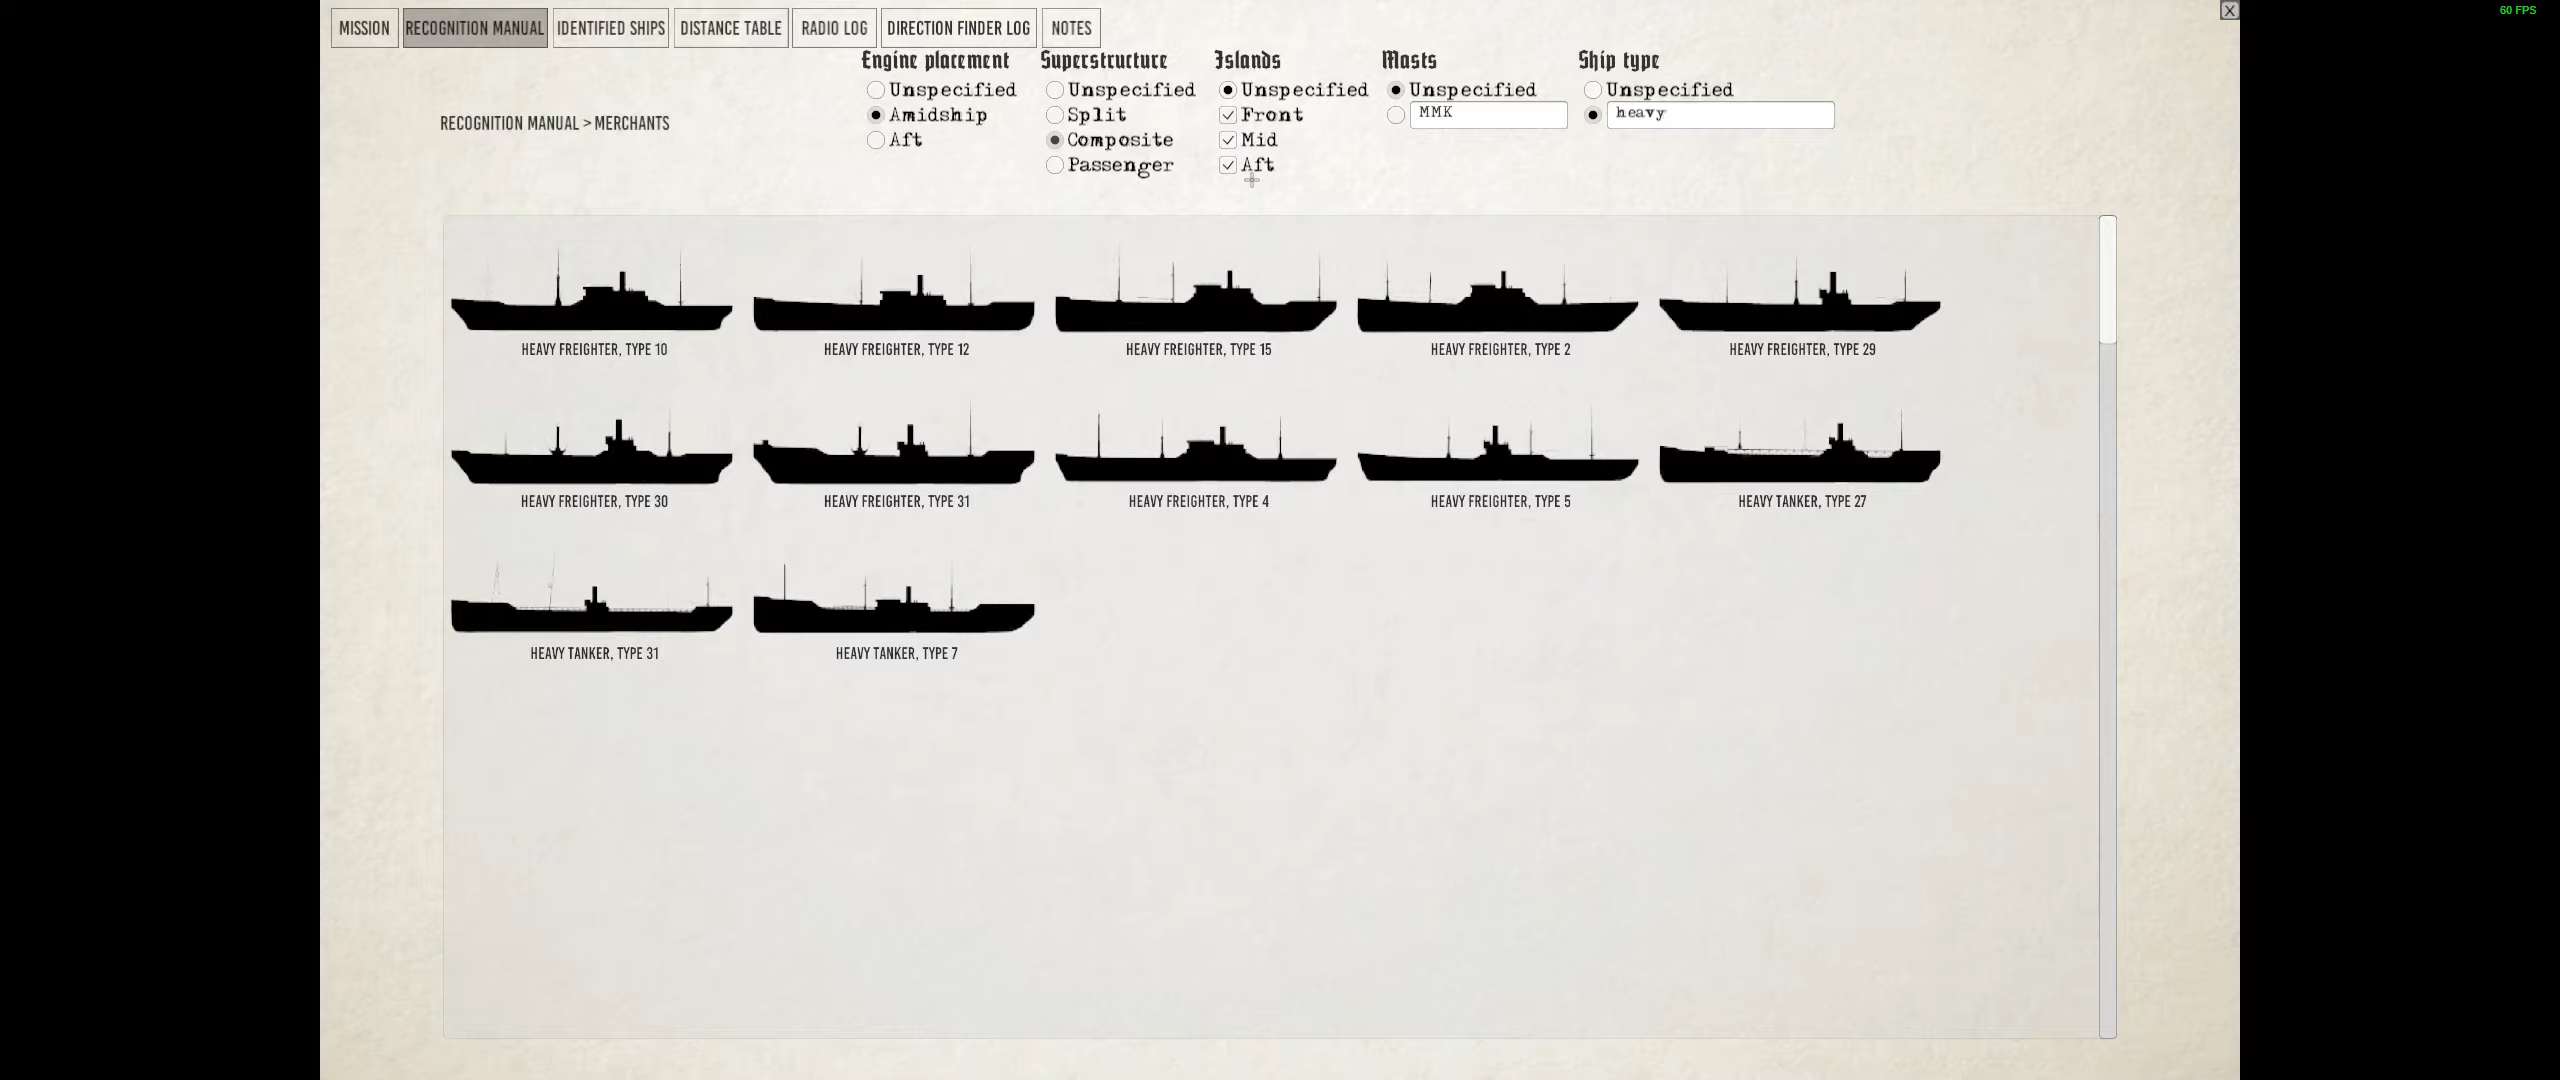 MISSION RECOGNITION MANUAL IDENTIFIED SHIPS DISTANCE TABLE RADIO LOG DIRECTION FINDER LOG NOTES X
60 FPS
Engine placement Superstructure Islands Masts Ship type
Unspecified Unspecified Unspecified Unspecified Unspecified
Amidship Split Front MMK heavy
RECOGNITION MANUAL > MERCHANTS
Aft Composite Mid
Passenger Aft
HEAVY FREIGHTER, TYPE 10 HEAVY FREIGHTER, TYPE 12 HEAVY FREIGHTER, TYPE 15 HEAVY FREIGHTER, TYPE 2 HEAVY FREIGHTER, TYPE 29
HEAVY FREIGHTER, TYPE 30 HEAVY FREIGHTER, TYPE 31 HEAVY FREIGHTER, TYPE 4 HEAVY FREIGHTER, TYPE 5 HEAVY TANKER, TYPE 27
HEAVY TANKER, TYPE 31 HEAVY TANKER, TYPE 7